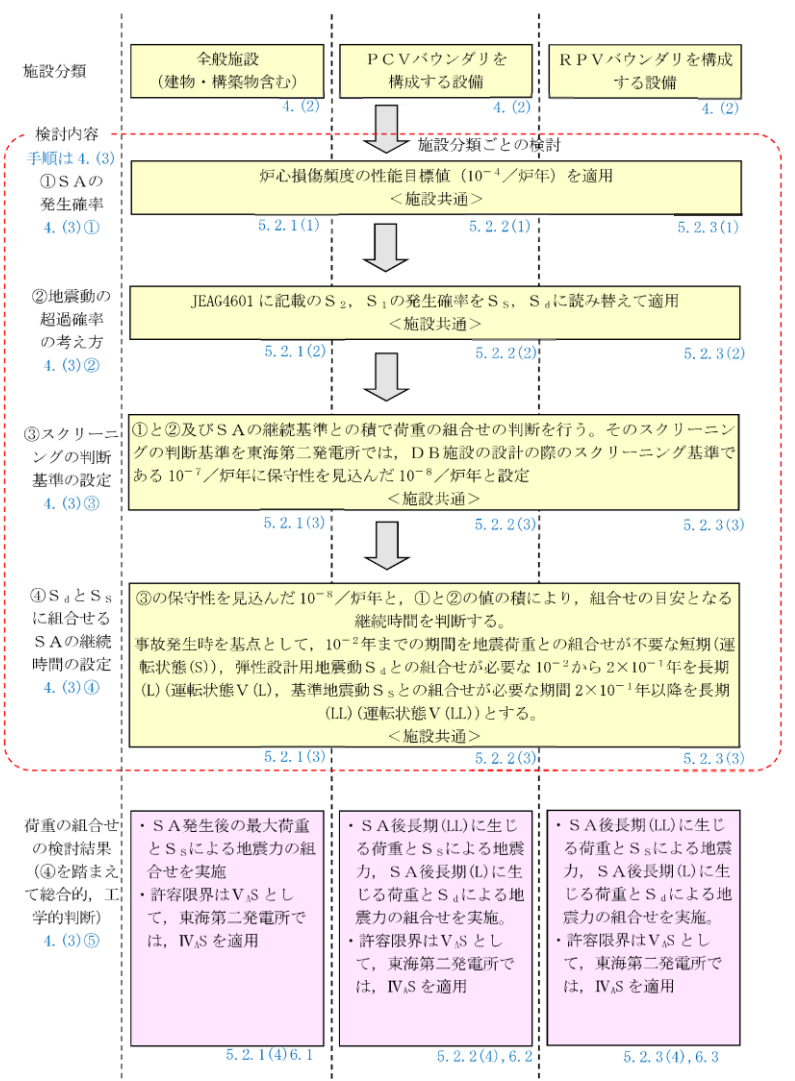 施設分類
全般施設
(建物・構築物含む)
4. (2)
ＰＣＶバウンダリを
構成する設備
4. (2)
ＲＰＶバウンダリを構成
する設備
4. (2)
施設分類ごとの検討
検討内容
手順は 4. (3)
①ＳＡの
発生確率
4. (3)①
炉心損傷頻度の性能目標値（10⁻⁴／炉年）を適用
＜施設共通＞
5.2.1(1)
5.2.2(1)
5.2.3(1)
②地震動の
超過確率
の考え方
4. (3)②
JEAG4601 に記載のＳ₂，Ｓ₁の発生確率をＳₛ，Ｓdに読み替えて適用
＜施設共通＞
5.2.1(2)
5.2.2(2)
5.2.3(2)
③スクリーニ
ングの判断
基準の設定
4. (3)③
①と②及びＳＡの継続基準との積で荷重の組合せの判断を行う。そのスクリーニン
グの判断基準を東海第二発電所では，ＤＢ施設の設計の際のスクリーニング基準で
ある 10⁻⁷／炉年に保守性を見込んだ 10⁻⁸／炉年と設定
＜施設共通＞
5.2.1(3)
5.2.2(3)
5.2.3(3)
④ＳdとＳₛ
に組合せる
ＳＡの継続
時間の設定
4. (3)④
③の保守性を見込んだ 10⁻⁸／炉年と，①と②の値の積により，組合せの目安となる
継続時間を判断する。
事故発生時を基点として，10⁻²年までの期間を地震荷重との組合せが不要な短期(運
転状態(S))，弾性設計用地震動Ｓdとの組合せが必要な 10⁻²から 2×10⁻¹年を長期
(L)(運転状態Ⅴ(L)，基準地震動Ｓₛとの組合せが必要な期間 2×10⁻¹年以降を長期
(LL)(運転状態Ⅴ(LL))とする。
＜施設共通＞
5.2.1(3)
5.2.2(3)
5.2.3(3)
荷重の組合せ
の検討結果
(④を踏まえ
て総合的，工
学的判断)
4. (3)⑤
・ＳＡ発生後の最大荷重
とＳₛによる地震力の組
合せを実施
・許容限界はⅤAＳとし
て，東海第二発電所で
は，ⅣAＳを適用
5.2.1(4)6.1
・ＳＡ後長期(LL)に生じ
る荷重とＳₛによる地震
力，ＳＡ後長期(L)に生
じる荷重とＳdによる地
震力の組合せを実施。
・許容限界はⅤAＳとし
て，東海第二発電所で
は，ⅣAＳを適用
5.2.2(4),6.2
・ＳＡ後長期(LL)に生じ
る荷重とＳₛによる地震
力，ＳＡ後長期(L)に生
じる荷重とＳdによる地
震力の組合せを実施。
・許容限界はⅤAＳとし
て，東海第二発電所で
は，ⅣAＳを適用
5.2.3(4),6.3